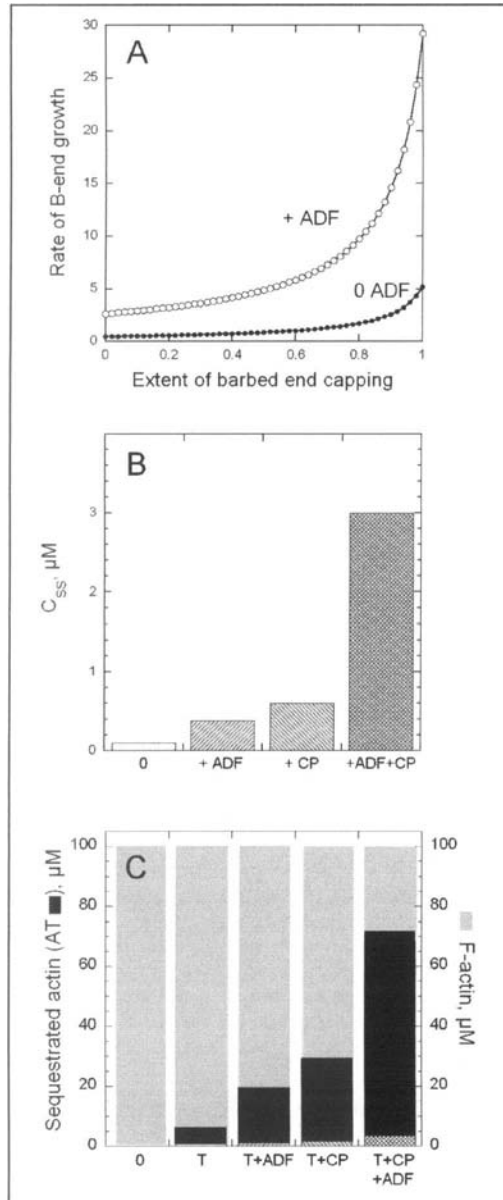 A
Rate of B-end growth
30
25
20
15
10
5
0
+ ADF
0 ADF
0
0.2
0.4
0.6
0.8
1
Extent of barbed end capping
B
C_ss, µM
3
2
1
0
0
+ ADF
+ CP
+ADF+CP
C
Sequestrated actin (AT ■), µM
100
80
60
40
20
0
100
80
60
40
20
0
F-actin, µM
0
T
T+ADF
T+CP
T+CP
+ADF